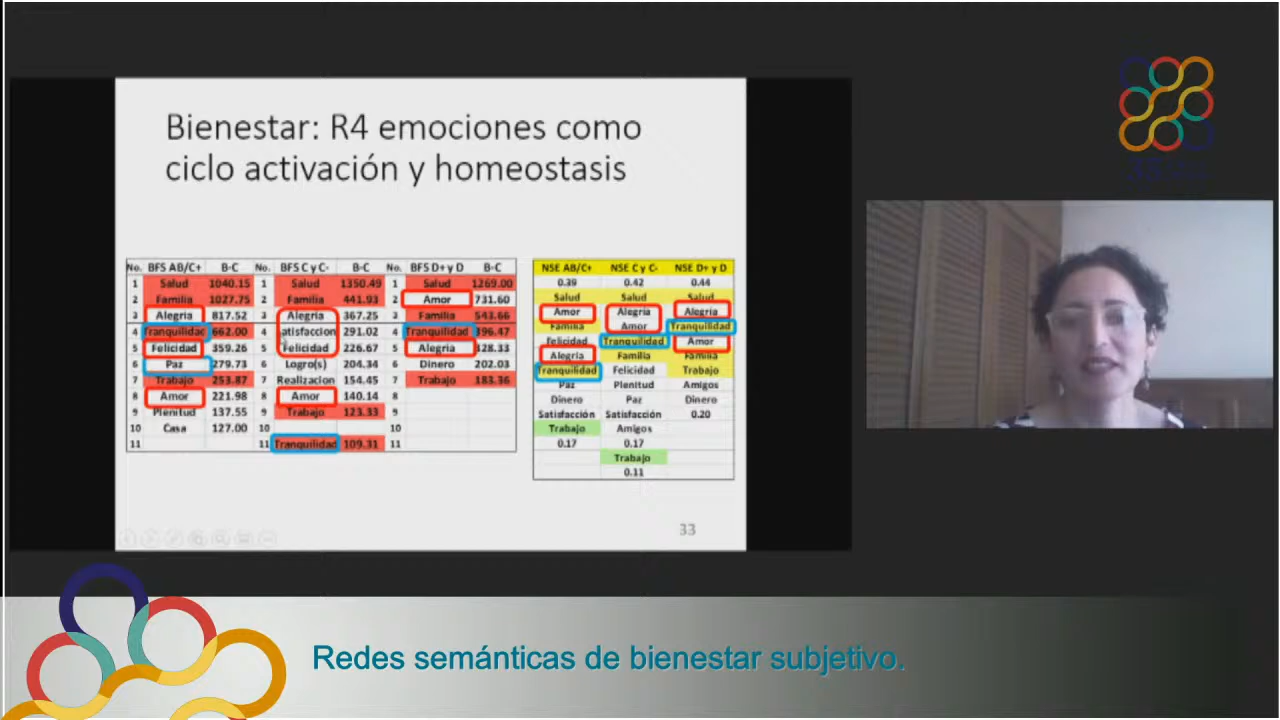 Bienestar: R4 emociones como
ciclo activación y homeostasis
No. BFS AB/C+ B-C No. BFS C y C- B-C No. BFS D+ y D B-C
1 Salud 1040.15 1 Salud 1350.49 1 Salud 1269.00
2 Familia 1027.75 2 Familia 441.93 2 Amor 731.60
3 Alegria 817.52 3 Alegria 367.25 3 Familia 543.66
4 Tranquilidad 662.00 4 atisfaccion 291.02 4 Tranquilidad 396.47
5 Felicidad 359.26 5 Felicidad 226.67 5 Alegria 328.33
6 Paz 279.73 6 Logro(s) 204.34 6 Dinero 202.03
7 Trabajo 253.87 7 Realizacion 154.45 7 Trabajo 183.36
8 Amor 221.98 8 Amor 140.14 8
9 Plenitud 137.55 9 Trabajo 123.33 9
10 Casa 127.00 10 10
11 11 Tranquilidad 109.31 11
NSE AB/C+ NSE C y C- NSE D+ y D
0.39 0.42 0.44
Salud Salud Salud
Amor Alegria Alegria
Familia Amor Tranquilidad
Felicidad Tranquilidad Amor
Alegria Familia Familia
Tranquilidad Felicidad Trabajo
Paz Plenitud Amigos
Dinero Paz Dinero
Satisfacción Satisfacción 0.20
Trabajo Amigos
0.17 0.17
Trabajo
0.11
33
Redes semánticas de bienestar subjetivo.